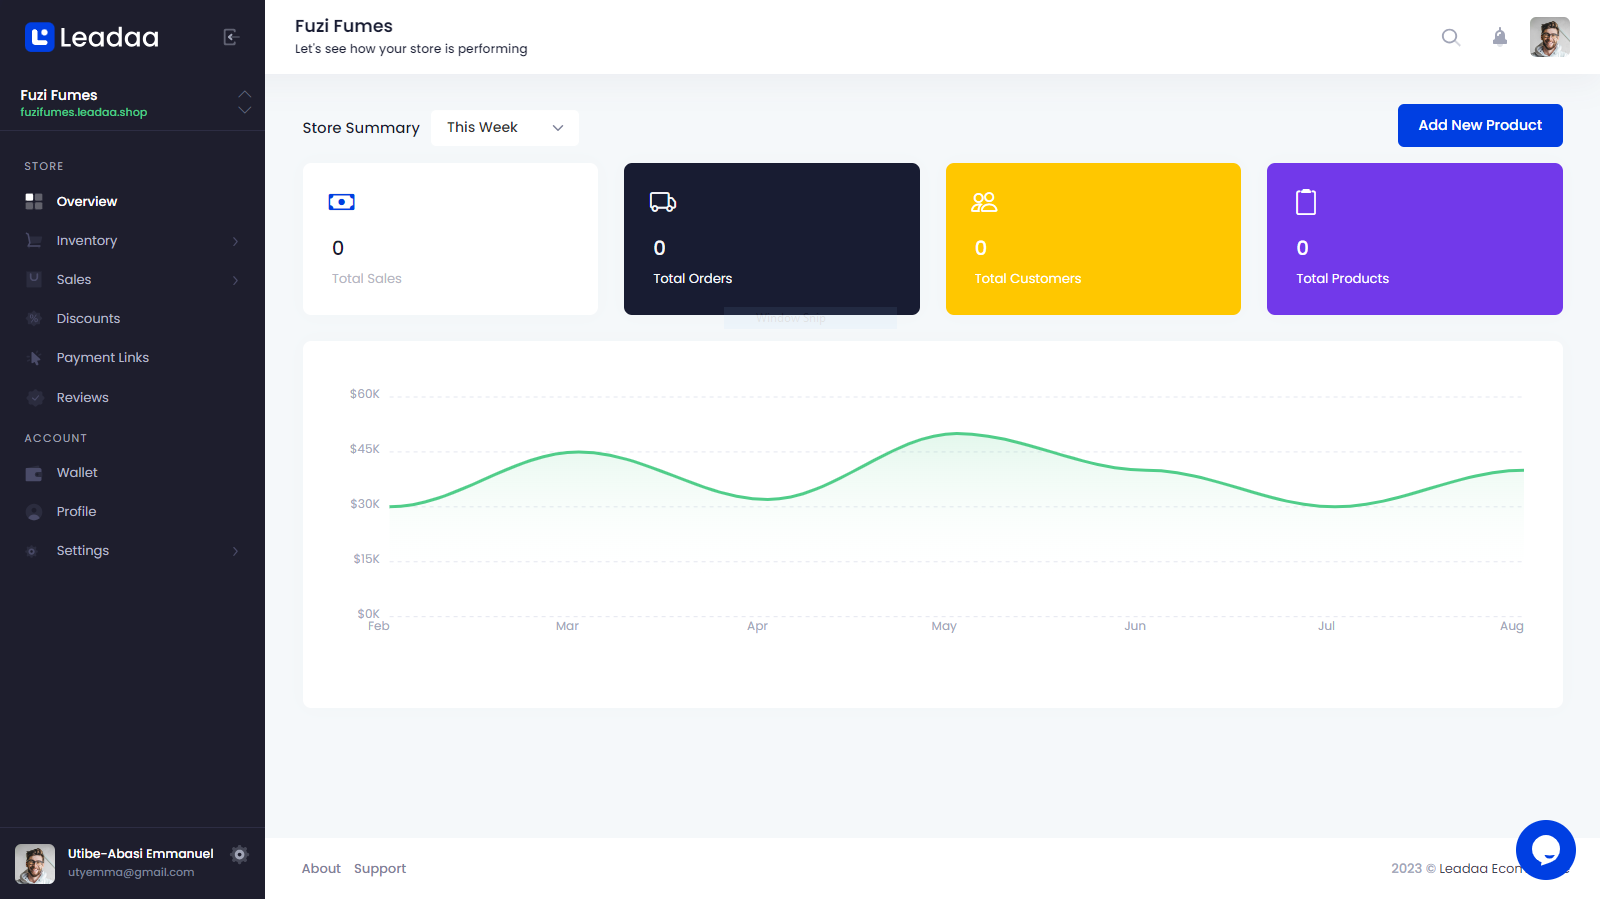 Leadaa
Fuzi Fumes
fuzifumes.leadaa.shop
STORE
Overview
Inventory
Sales
Discounts
Payment Links
Reviews
ACCOUNT
Wallet
Profile
Settings
Utibe-Abasi Emmanuel
utyemma@gmail.com
Fuzi Fumes
Let's see how your store is performing
Store Summary
This Week
Add New Product
0
Total Sales
0
Total Orders
0
Total Customers
0
Total Products
Window Snip
$60K
$45K
$30K
$15K
$0K
Feb Mar Apr May Jun Jul Aug
About Support
2023 © Leadaa